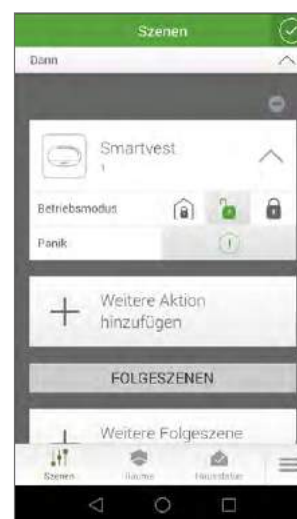 Szenen
Dann
Smartvest
1
Betriebsmodus
Panik
Weitere Aktion
hinzufügen
FOLGESZENEN
Weitere Folgeszene
Szenen Räume Hausstatus